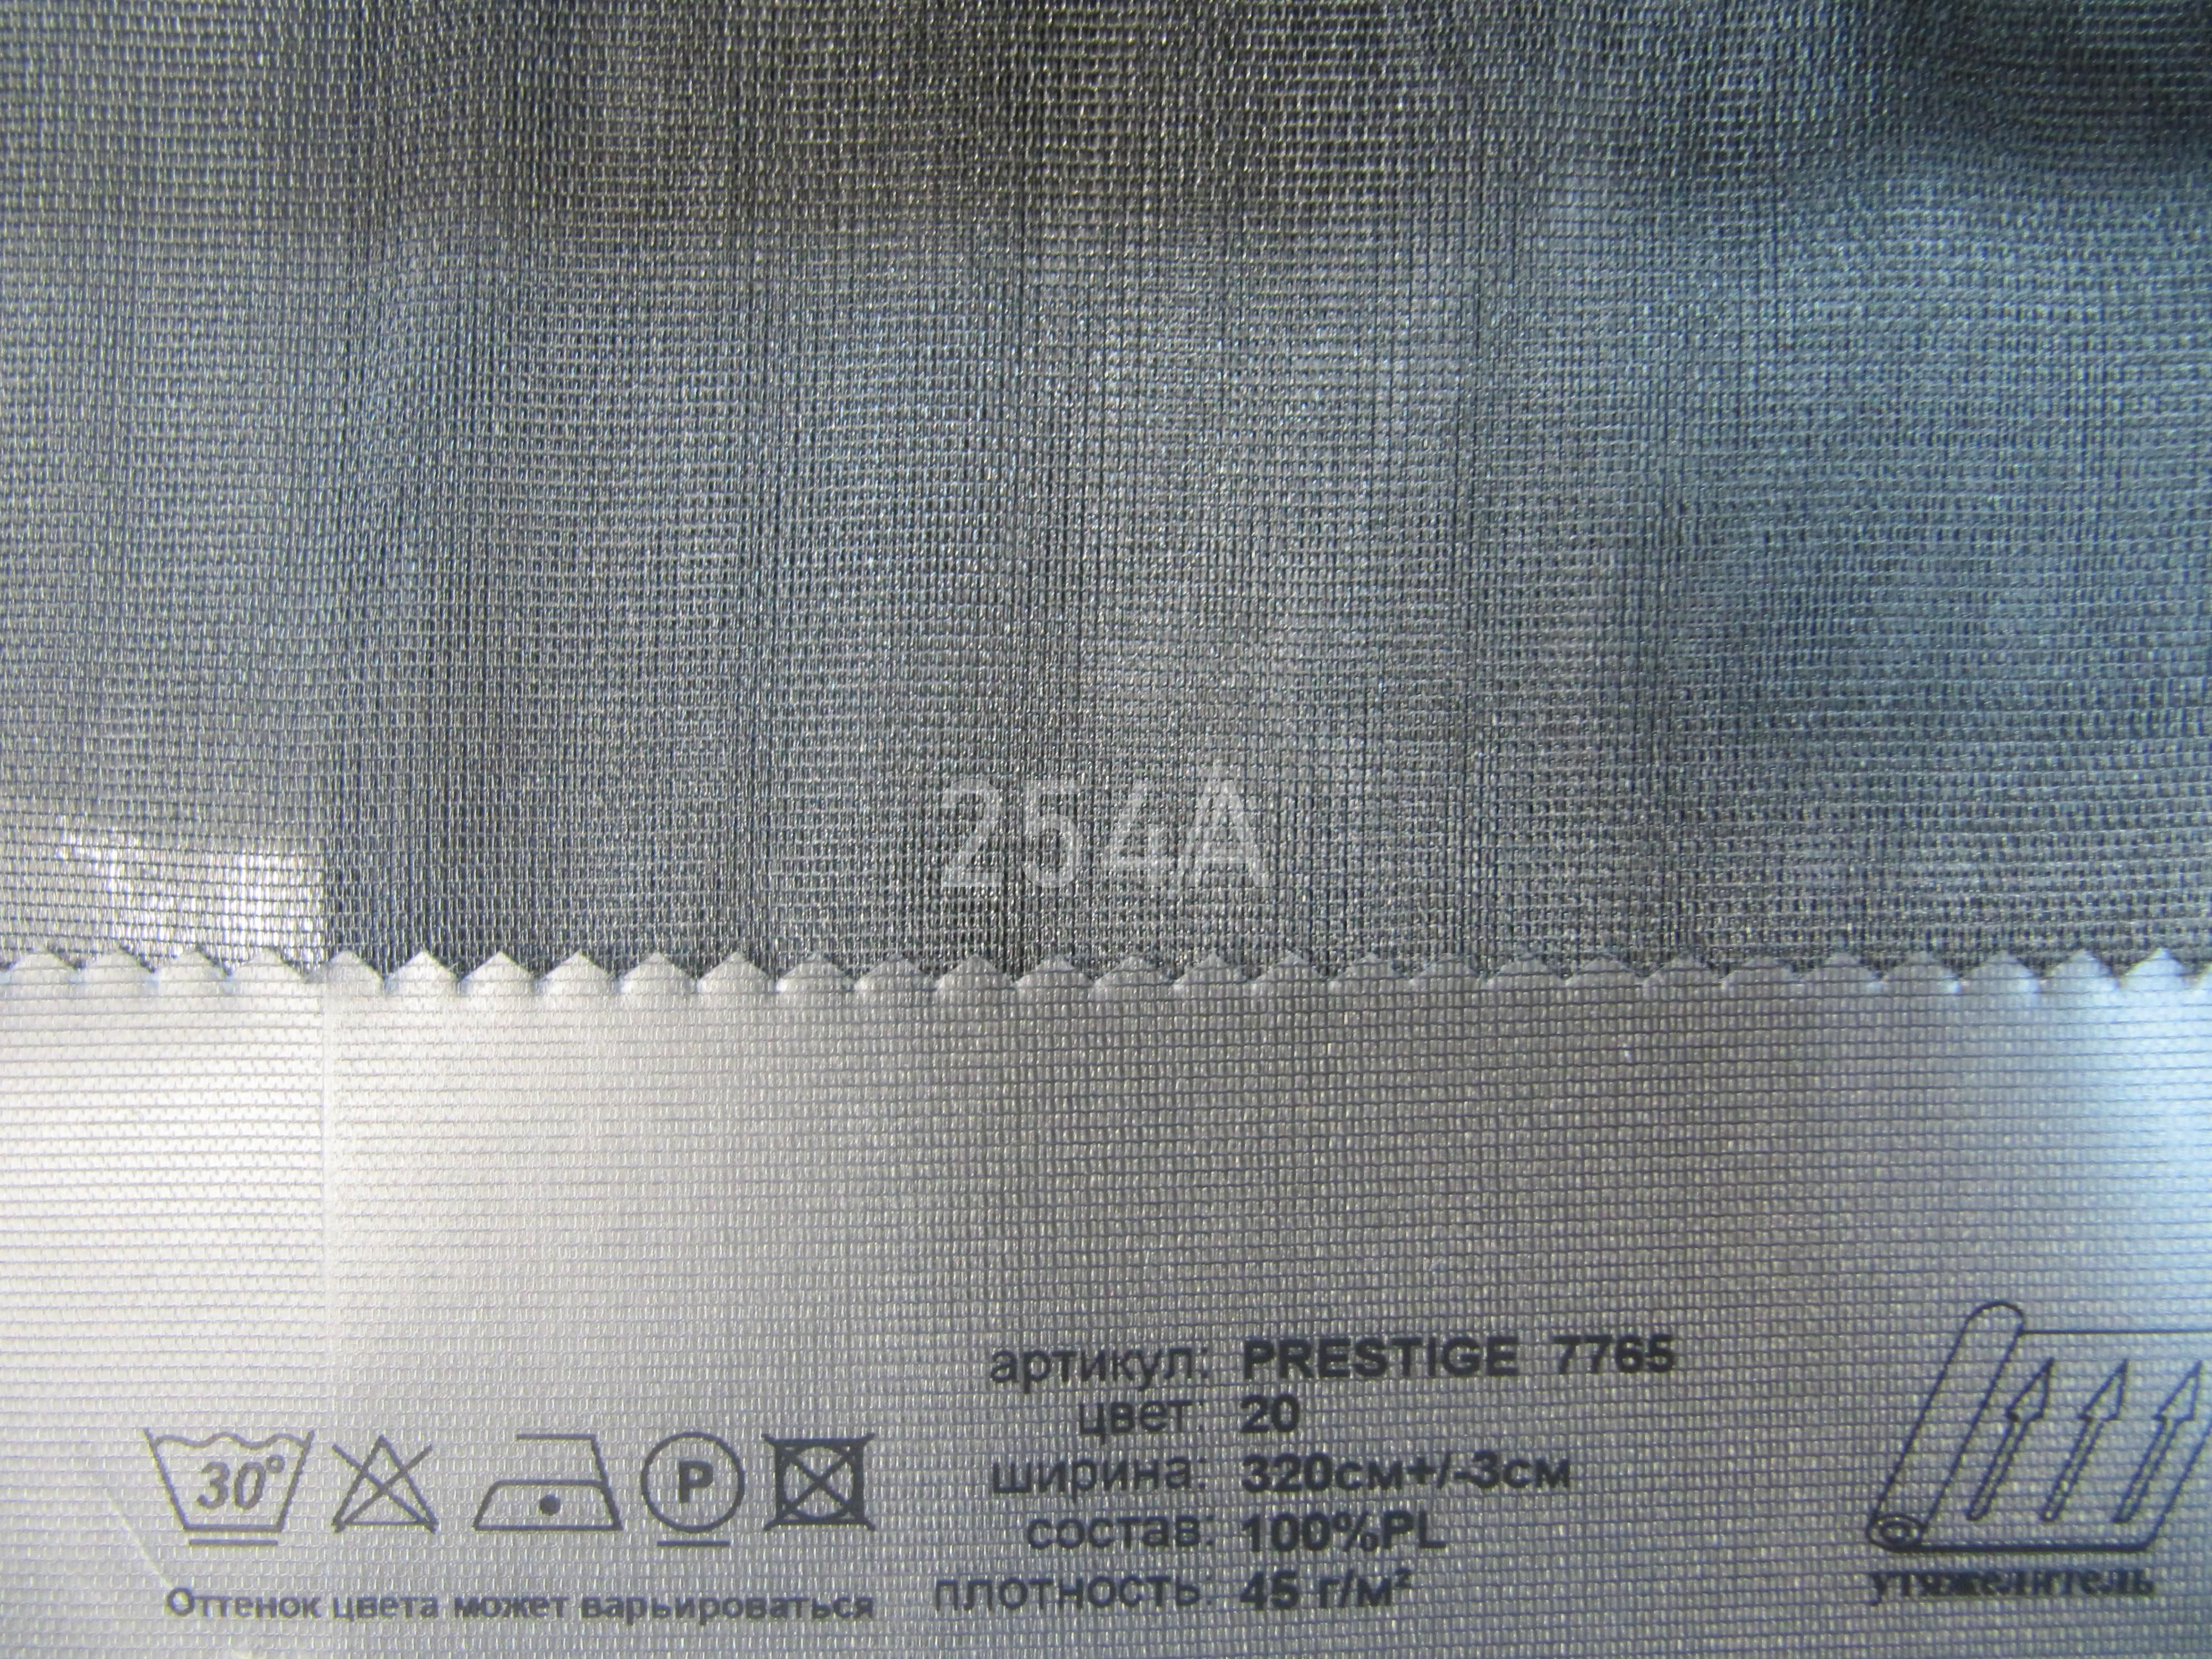 254A
артикул: PRESTIGE 7765
цвет: 20
ширина: 320см+/-3см
состав: 100%PL
плотность: 45 г/м²
30°
P
Оттенок цвета может варьироваться
утяжелитель